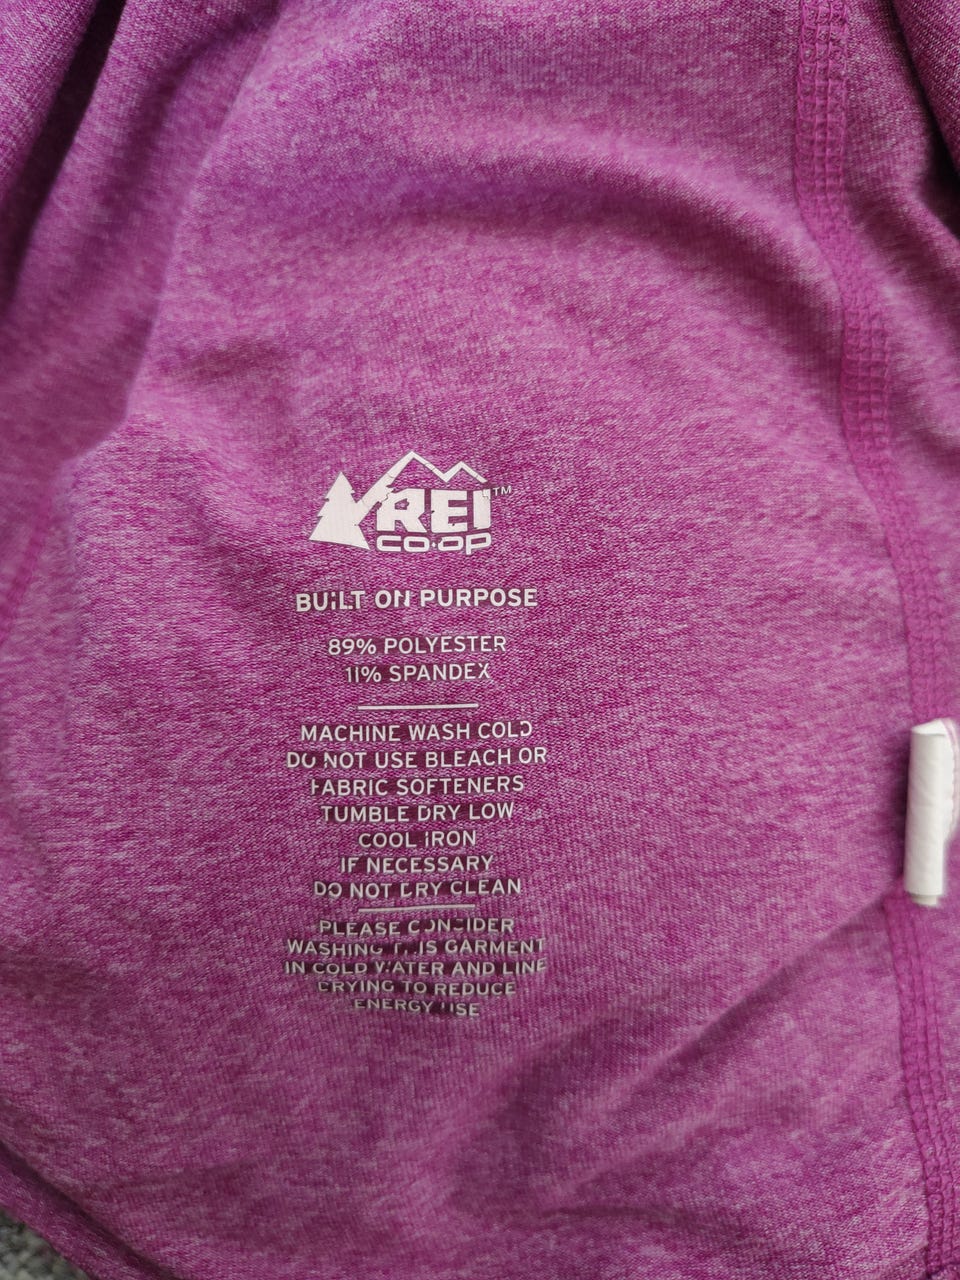 REI™
CO·OP
BUILT ON PURPOSE
89% POLYESTER
11% SPANDEX
MACHINE WASH COLD
DO NOT USE BLEACH OR
FABRIC SOFTENERS
TUMBLE DRY LOW
COOL IRON
IF NECESSARY
DO NOT DRY CLEAN
PLEASE CONSIDER
WASHING THIS GARMENT
IN COLD WATER AND LINE
DRYING TO REDUCE
ENERGY USE